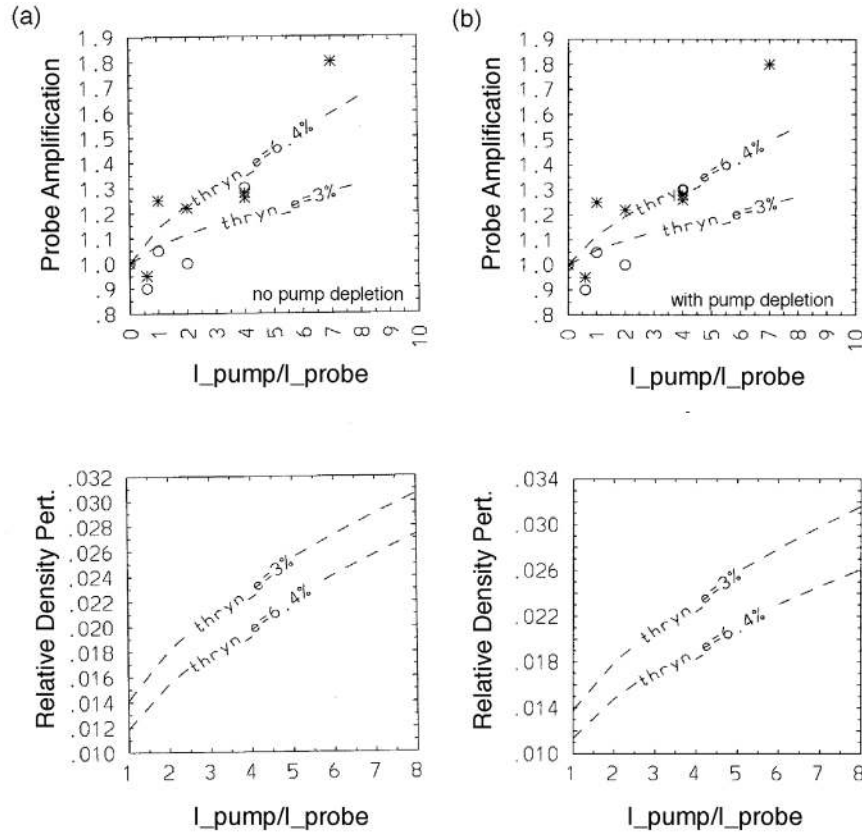 (a)
1.9
1.8
1.7
1.6
1.5
1.4
1.3
1.2
1.1
1.0
.9
.8
Probe Amplification
thryn_e=6.4%
thryn_e=3%
no pump depletion
0 1 2 3 4 5 6 7 8 9 10
I_pump/I_probe
(b)
1.9
1.8
1.7
1.6
1.5
1.4
1.3
1.2
1.1
1.0
.9
.8
Probe Amplification
thryn_e=6.4%
thryn_e=3%
with pump depletion
0 1 2 3 4 5 6 7 8 9 10
I_pump/I_probe
.032
.030
.028
.026
.024
.022
.020
.018
.016
.014
.012
.010
Relative Density Pert.
thryn_e=3%
thryn_e=6.4%
1 2 3 4 5 6 7 8
I_pump/I_probe
.034
.030
.026
.022
.018
.014
.010
Relative Density Pert.
thryn_e=3%
thryn_e=6.4%
1 2 3 4 5 6 7 8
I_pump/I_probe